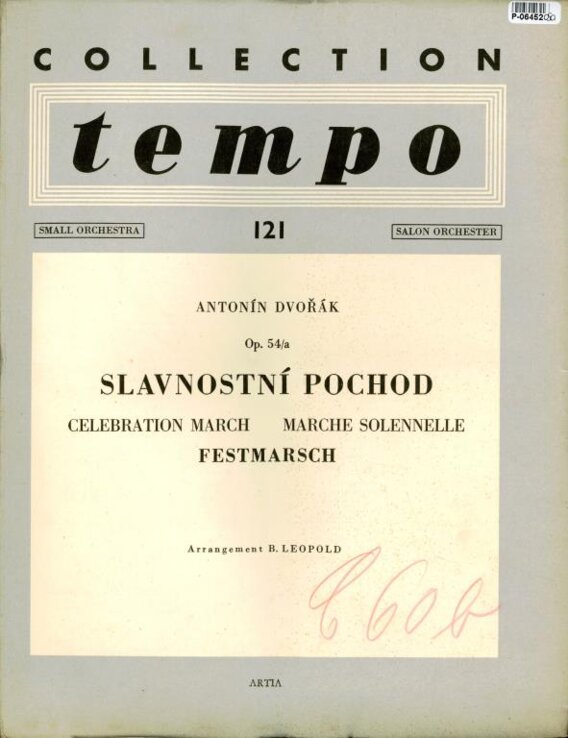 P-06452
COLLECTION
tempo
SMALL ORCHESTRA 121 SALON ORCHESTER
ANTONÍN DVOŘÁK
Op. 54/a
SLAVNOSTNÍ POCHOD
CELEBRATION MARCH MARCHE SOLENNELLE
FESTMARSCH
Arrangement B. LEOPOLD
C 60 b
ARTIA